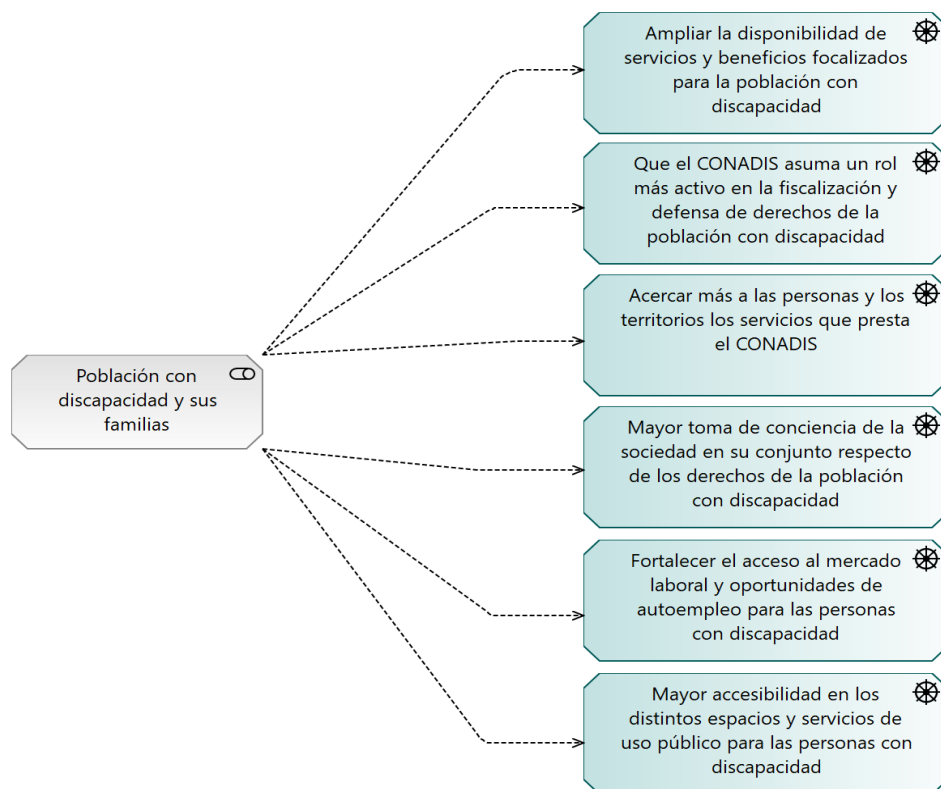 Ampliar la disponibilidad de
servicios y beneficios focalizados
para la población con
discapacidad
Que el CONADIS asuma un rol
más activo en la fiscalización y
defensa de derechos de la
población con discapacidad
Acercar más a las personas y los
territorios los servicios que presta
el CONADIS
Población con
discapacidad y sus
familias
Mayor toma de conciencia de la
sociedad en su conjunto respecto
de los derechos de la población
con discapacidad
Fortalecer el acceso al mercado
laboral y oportunidades de
autoempleo para las personas
con discapacidad
Mayor accesibilidad en los
distintos espacios y servicios de
uso público para las personas con
discapacidad